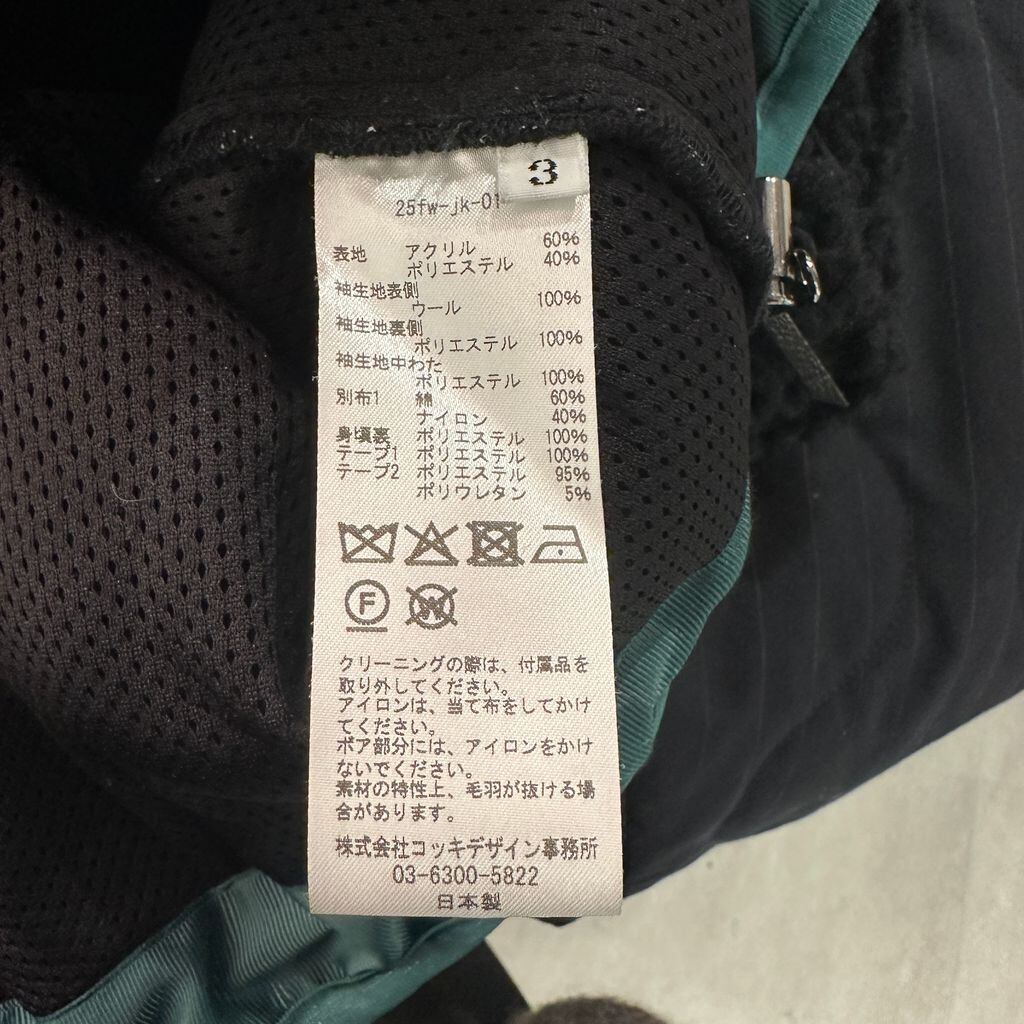 3
25fw-jk-01
表地 アクリル 60%
ポリエステル 40%
袖生地表側
ウール 100%
袖生地裏側
ポリエステル 100%
袖生地中わた
ポリエステル 100%
別布1 綿 60%
ナイロン 40%
身頃裏 ポリエステル 100%
テープ1 ポリエステル 100%
テープ2 ポリエステル 95%
ポリウレタン 5%
F W
クリーニングの際は、付属品を
取り外してください。
アイロンは、当て布をしてかけ
てください。
ボア部分には、アイロンをかけ
ないでください。
素材の特性上、毛羽が抜ける場
合があります。
株式会社コッキデザイン事務所
03-6300-5822
日本製